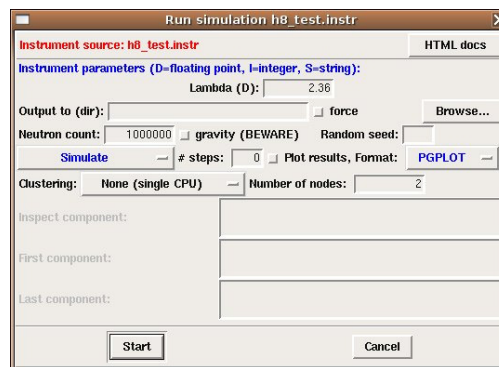 Run simulation h8_test.instr
Instrument source: h8_test.instr HTML docs
Instrument parameters (D=floating point, I=integer, S=string):
Lambda (D): 2.36
Output to (dir): force Browse...
Neutron count: 1000000 gravity (BEWARE) Random seed:
Simulate # steps: 0 Plot results, Format: PGPLOT
Clustering: None (single CPU) Number of nodes: 2
Inspect component:
First component:
Last component:
Start Cancel